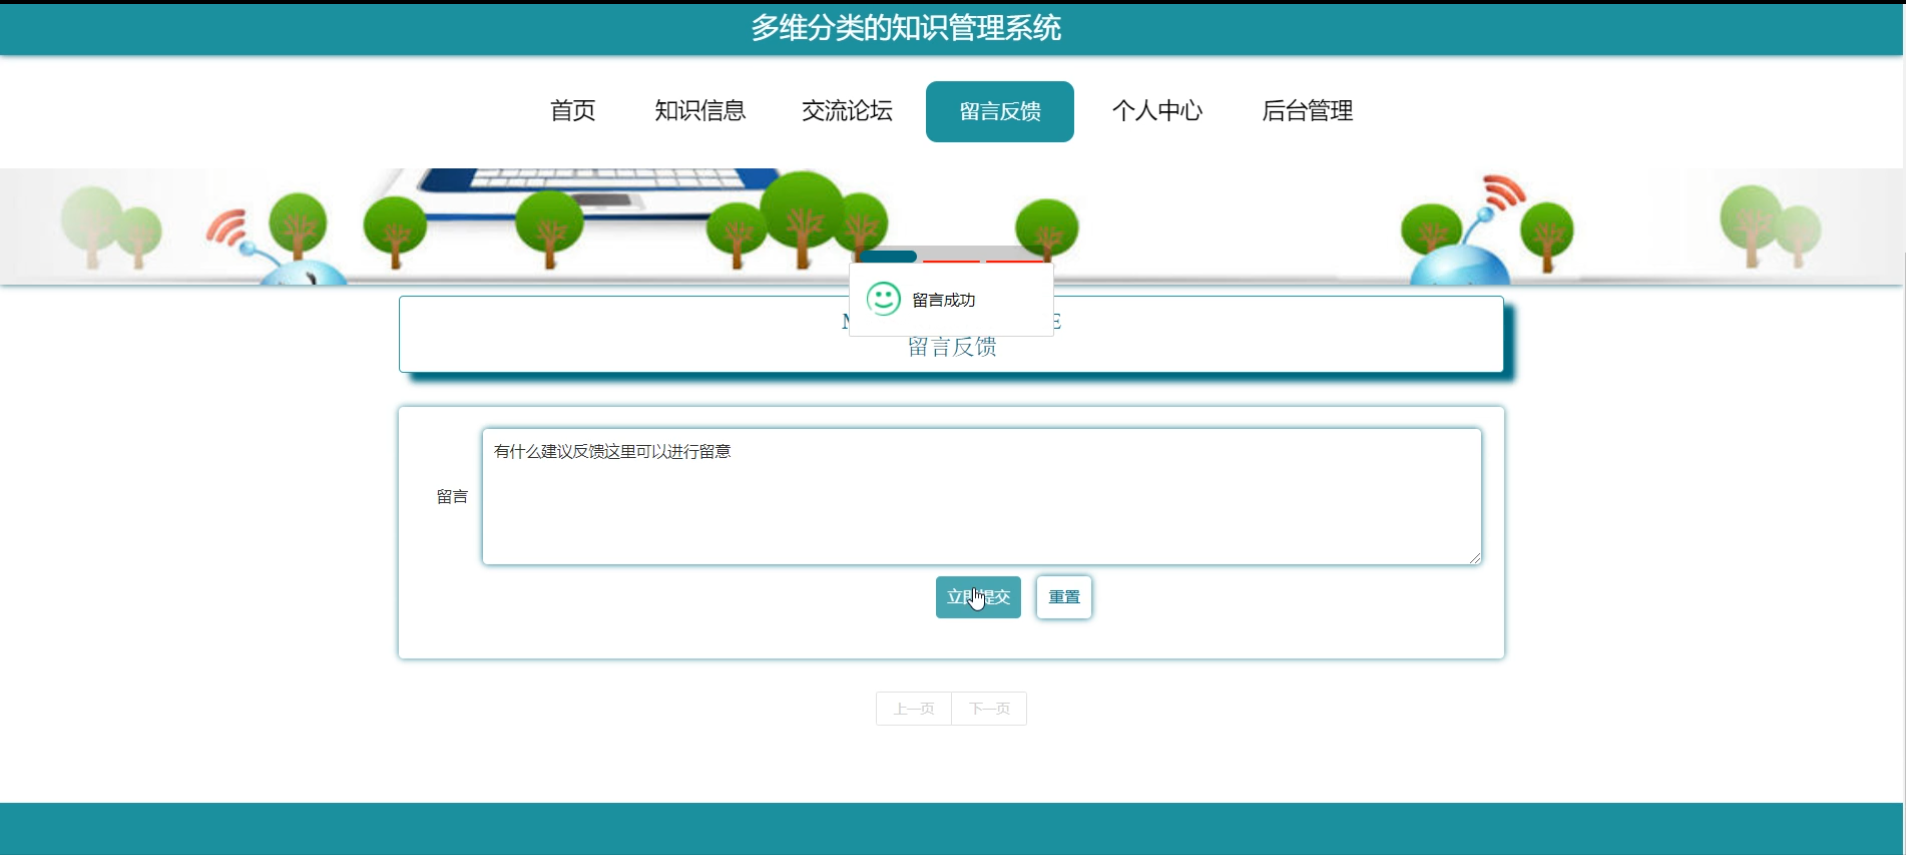 多维分类的知识管理系统
首页 知识信息 交流论坛 留言反馈 个人中心 后台管理
留言成功
留言反馈
有什么建议反馈这里可以进行留意
留言
立即提交 重置
上一页 下一页